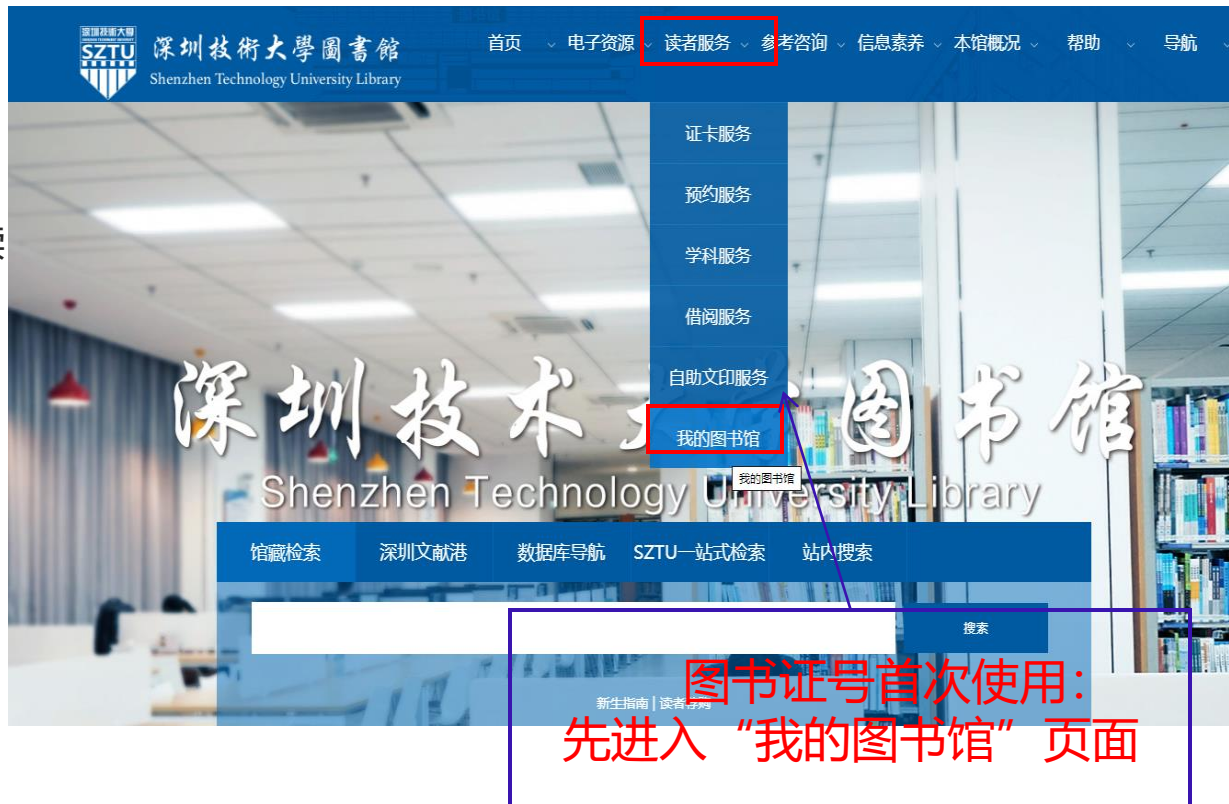 深圳技術大學
SZTU
深圳技術大學圖書館
Shenzhen Technology University Library
首页 电子资源 读者服务 参考咨询 信息素养 本馆概况 帮助 导航
证卡服务
预约服务
学科服务
借阅服务
自助文印服务
我的图书馆
我的图书馆
深圳技术大学图书馆
Shenzhen Technology University Library
馆藏检索 深圳文献港 数据库导航 SZTU一站式检索 站内搜索
搜索
新生指南 | 读者荐购
图书证号首次使用：
先进入“我的图书馆”页面